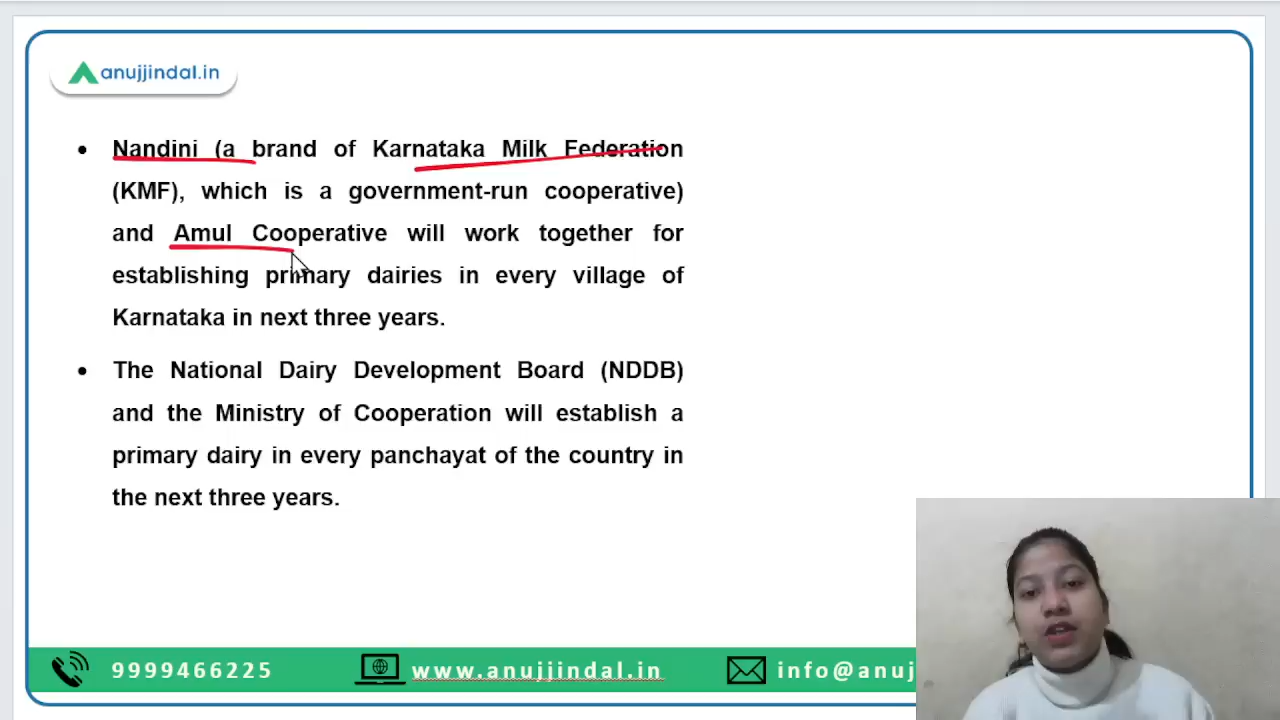 anujjindal.in
• Nandini (a brand of Karnataka Milk Federation
(KMF), which is a government-run cooperative)
and Amul Cooperative will work together for
establishing primary dairies in every village of
Karnataka in next three years.
• The National Dairy Development Board (NDDB)
and the Ministry of Cooperation will establish a
primary dairy in every panchayat of the country in
the next three years.
9999466225 www.anujjindal.in info@anuj